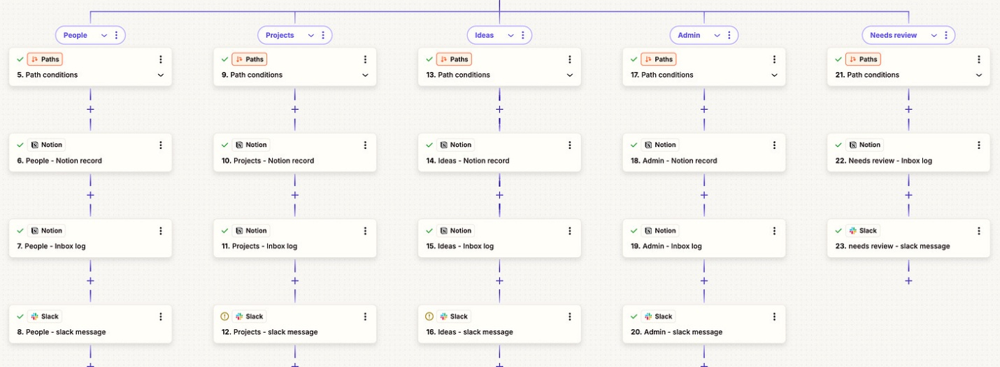 People
Projects
Ideas
Admin
Needs review
Paths
5. Path conditions
Paths
9. Path conditions
Paths
13. Path conditions
Paths
17. Path conditions
Paths
21. Path conditions
Notion
6. People - Notion record
Notion
10. Projects - Notion record
Notion
14. Ideas - Notion record
Notion
18. Admin - Notion record
Notion
22. Needs review - Inbox log
Notion
7. People - Inbox log
Notion
11. Projects - Inbox log
Notion
15. Ideas - Inbox log
Notion
19. Admin - Inbox log
Slack
23. needs review - slack message
Slack
8. People - slack message
Slack
12. Projects - slack message
Slack
16. Ideas - slack message
Slack
20. Admin - slack message